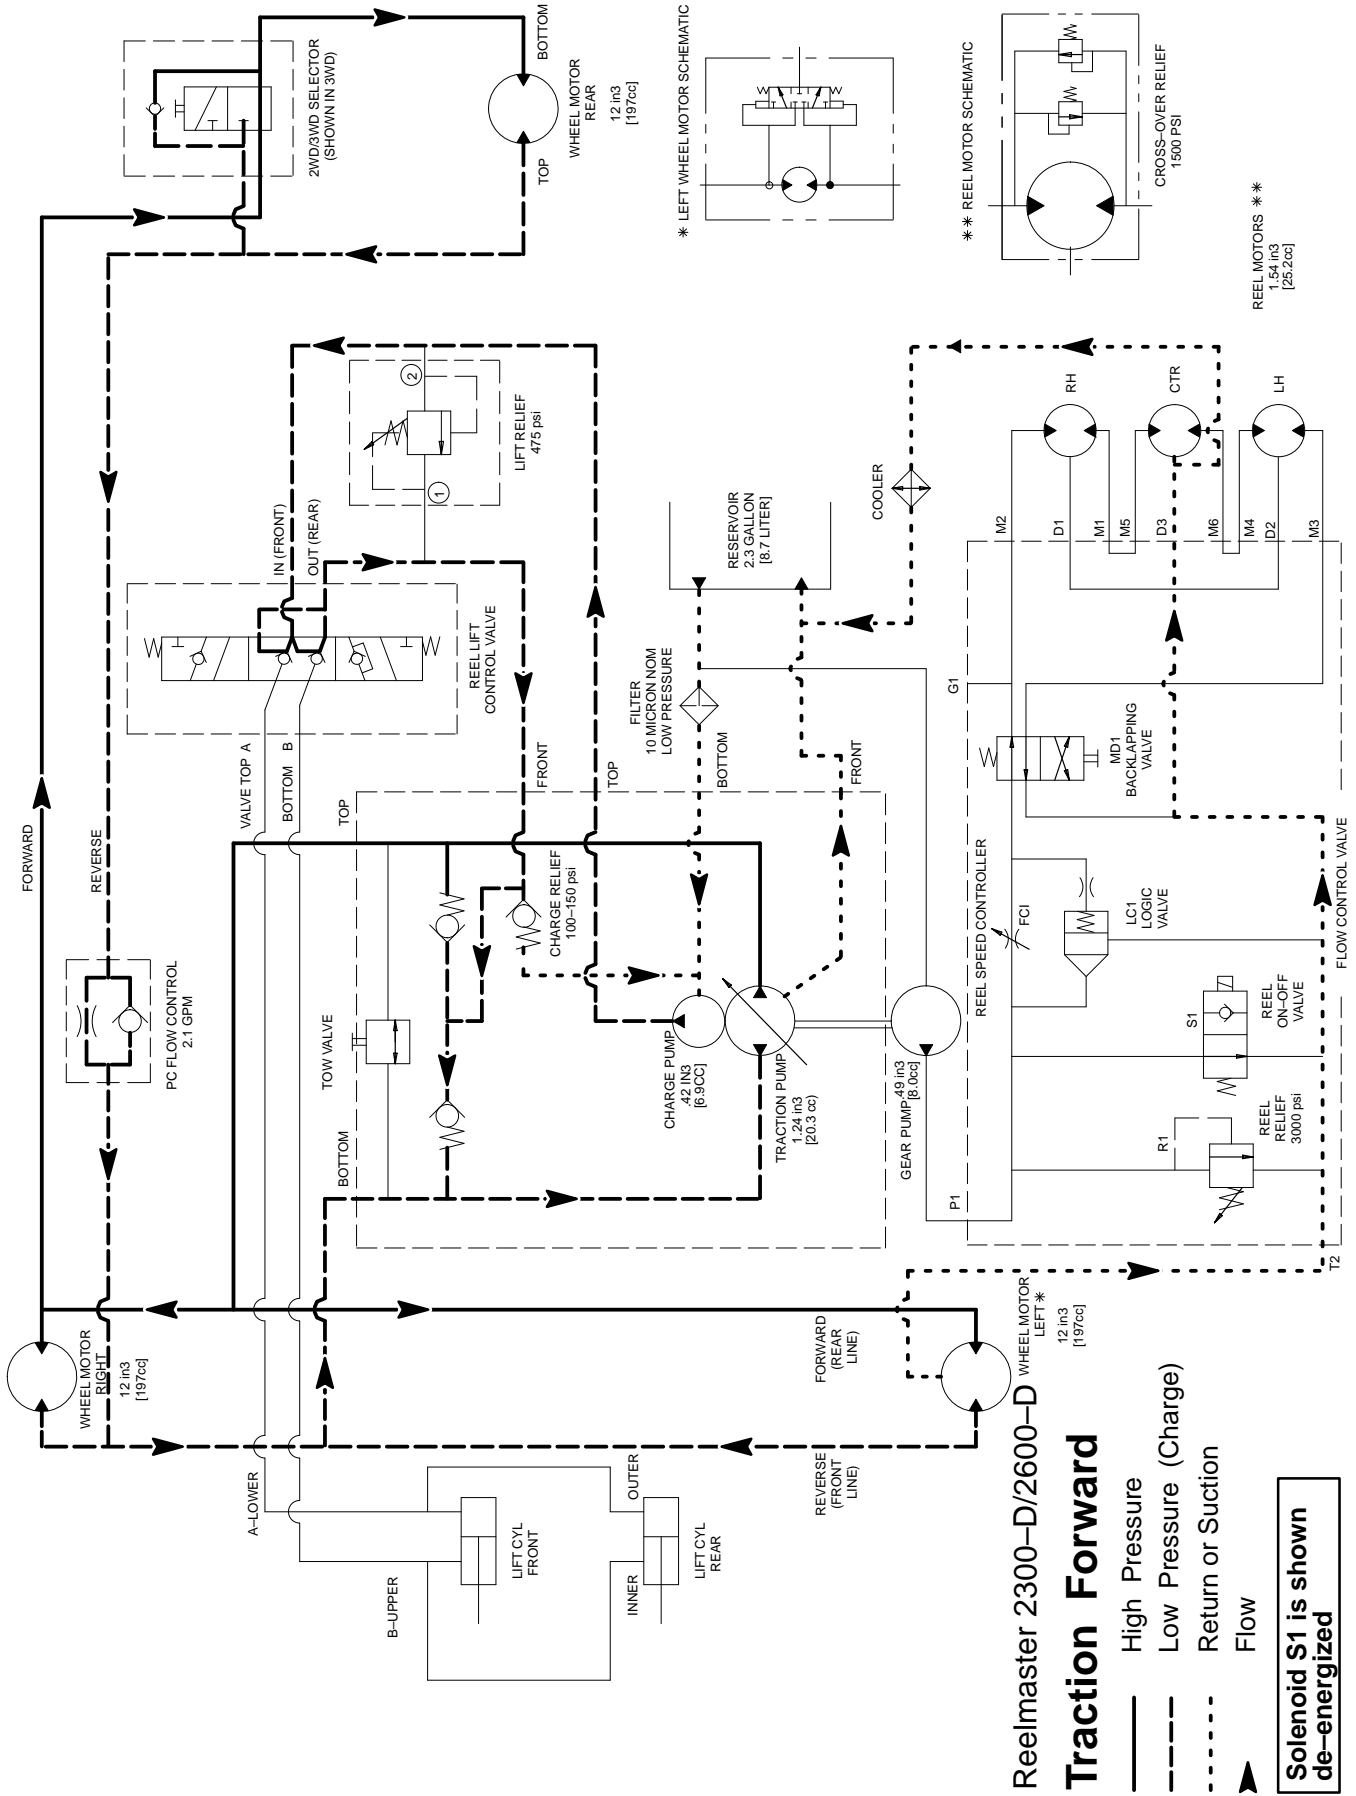 FORWARD
REVERSE
2WD/3WD SELECTOR
(SHOWN IN 3WD)
BOTTOM
WHEEL MOTOR
REAR
12 in3
[197cc]
TOP
PC FLOW CONTROL
2.1 GPM
WHEEL MOTOR
RIGHT
12 in3
[197cc]
VALVE TOP A
BOTTOM B
REEL LIFT
CONTROL VALVE
IN (FRONT)
OUT (REAR)
2
1
LIFT RELIEF
475 psi
FRONT
TOP
TOP
BOTTOM
TOW VALVE
CHARGE RELIEF
100–150 psi
CHARGE PUMP
.42 IN3
[6.9CC]
TRACTION PUMP
1.24 in3
(20.3 cc)
GEAR PUMP
.49 in3
[8.0cc]
FILTER
10 MICRON NOM
LOW PRESSURE
BOTTOM
FRONT
RESERVOIR
2.3 GALLON
[8.7 LITER]
COOLER
∗ LEFT WHEEL MOTOR SCHEMATIC
∗∗ REEL MOTOR SCHEMATIC
CROSS–OVER RELIEF
1500 PSI
REEL MOTORS ∗∗
1.54 in3
[25.2cc]
RH
CTR
LH
M2
D1
M1
M5
D3
M6
M4
D2
M3
G1
MD1
BACKLAPPING
VALVE
REEL SPEED CONTROLLER
FCI
LC1
LOGIC
VALVE
FLOW CONTROL VALVE
S1
REEL
ON–OFF
VALVE
R1
REEL
RELIEF
3000 psi
P1
T2
A–LOWER
B–UPPER
LIFT CYL
FRONT
OUTER
INNER
LIFT CYL
REAR
FORWARD
(REAR
LINE)
REVERSE
(FRONT
LINE)
WHEEL MOTOR
LEFT ∗
12 in3
[197cc]
Reelmaster 2300–D/2600–D
Traction Forward
High Pressure
Low Pressure (Charge)
Return or Suction
Flow
Solenoid S1 is shown
de–energized